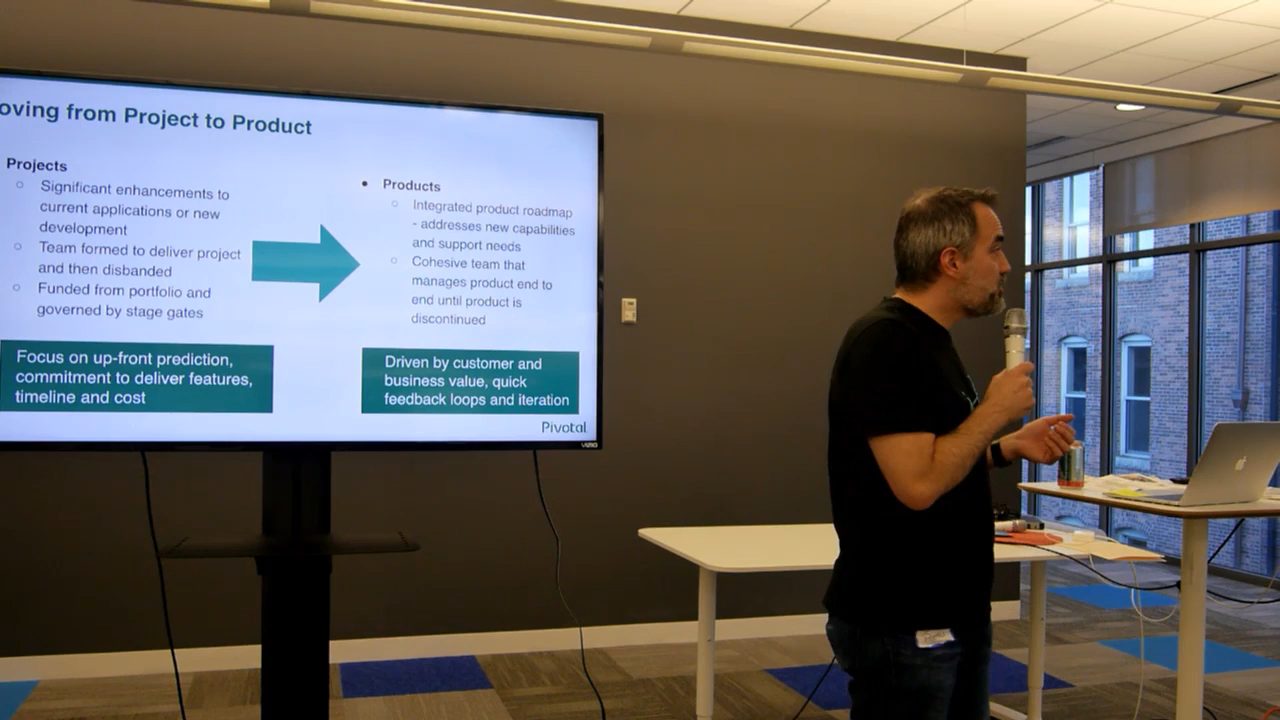 oving from Project to Product
Projects
Significant enhancements to
current applications or new
development
Team formed to deliver project
and then disbanded
Funded from portfolio and
governed by stage gates
Focus on up-front prediction,
commitment to deliver features,
timeline and cost
Products
Integrated product roadmap
- addresses new capabilities
and support needs
Cohesive team that
manages product end to
end until product is
discontinued
Driven by customer and
business value, quick
feedback loops and iteration
Pivotal
VIZIO